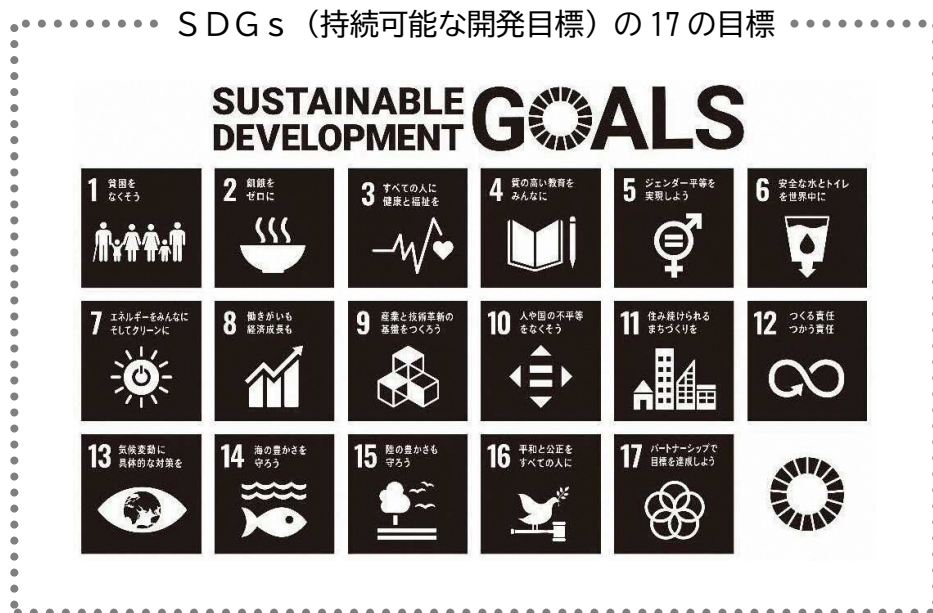 ＳＤＧｓ（持続可能な開発目標）の17の目標
SUSTAINABLE
DEVELOPMENT
GOALS
1 貧困を
なくそう
2 飢餓を
ゼロに
3 すべての人に
健康と福祉を
4 質の高い教育を
みんなに
5 ジェンダー平等を
実現しよう
6 安全な水とトイレ
を世界中に
7 エネルギーをみんなに
そしてクリーンに
8 働きがいも
経済成長も
9 産業と技術革新の
基盤をつくろう
10 人や国の不平等
をなくそう
11 住み続けられる
まちづくりを
12 つくる責任
つかう責任
13 気候変動に
具体的な対策を
14 海の豊かさを
守ろう
15 陸の豊かさも
守ろう
16 平和と公正を
すべての人に
17 パートナーシップで
目標を達成しよう